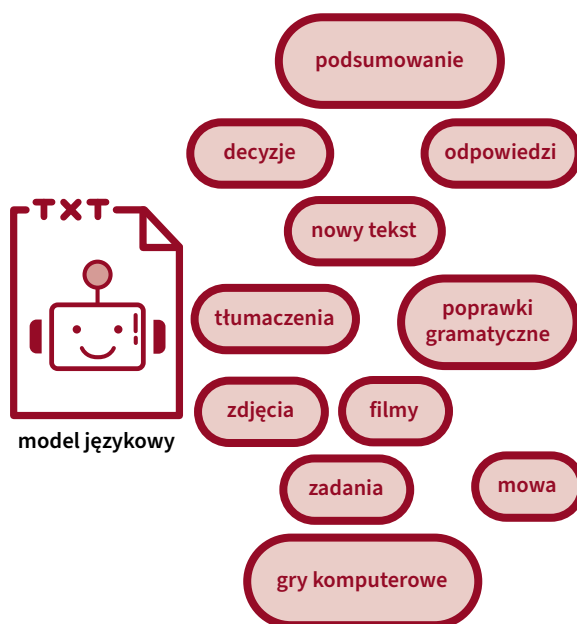 podsumowanie
decyzje
odpowiedzi
nowy tekst
TXT
tłumaczenia
poprawki
gramatyczne
zdjęcia
filmy
model językowy
zadania
mowa
gry komputerowe